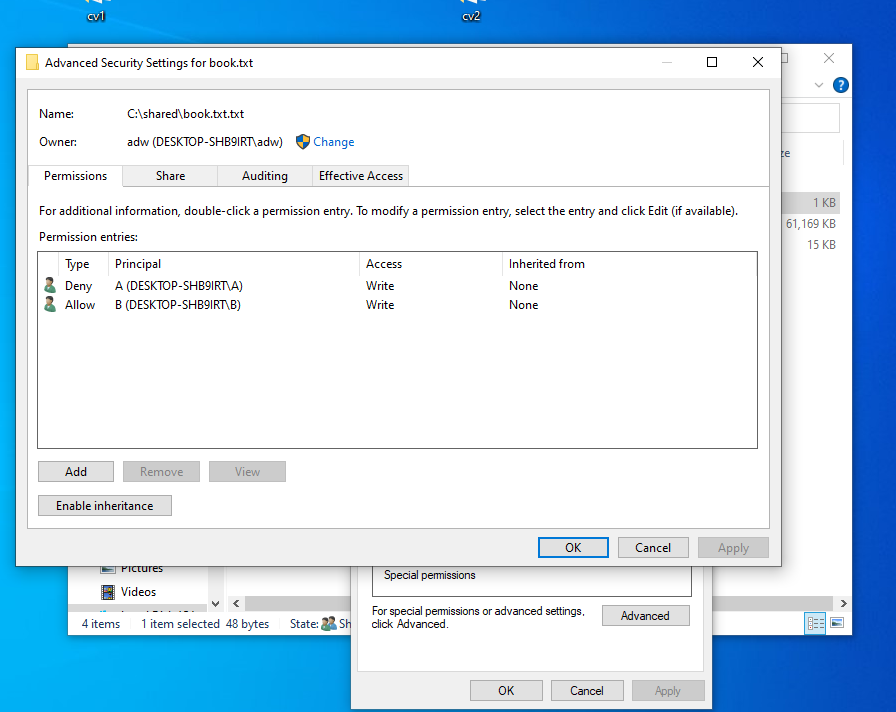 cv1 cv2
Advanced Security Settings for book.txt
Name: C:\shared\book.txt.txt
Owner: adw (DESKTOP-SHB9IRT\adw) Change
Permissions Share Auditing Effective Access
For additional information, double-click a permission entry. To modify a permission entry, select the entry and click Edit (if available).
Permission entries:
Type Principal Access Inherited from
Deny A (DESKTOP-SHB9IRT\A) Write None
Allow B (DESKTOP-SHB9IRT\B) Write None
Add Remove View
Enable inheritance
OK Cancel Apply
?
ze
1 KB
61,169 KB
15 KB
Pictures
Videos
4 items 1 item selected 48 bytes State: Sh
Special permissions
For special permissions or advanced settings,
click Advanced.
Advanced
OK Cancel Apply